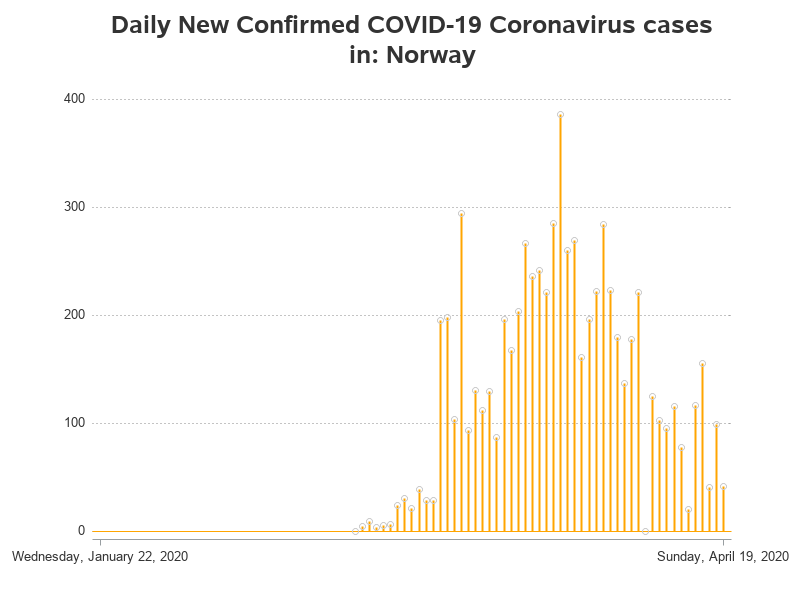 Daily New Confirmed COVID-19 Coronavirus cases
in: Norway
400
300
200
100
0
Wednesday, January 22, 2020
Sunday, April 19, 2020